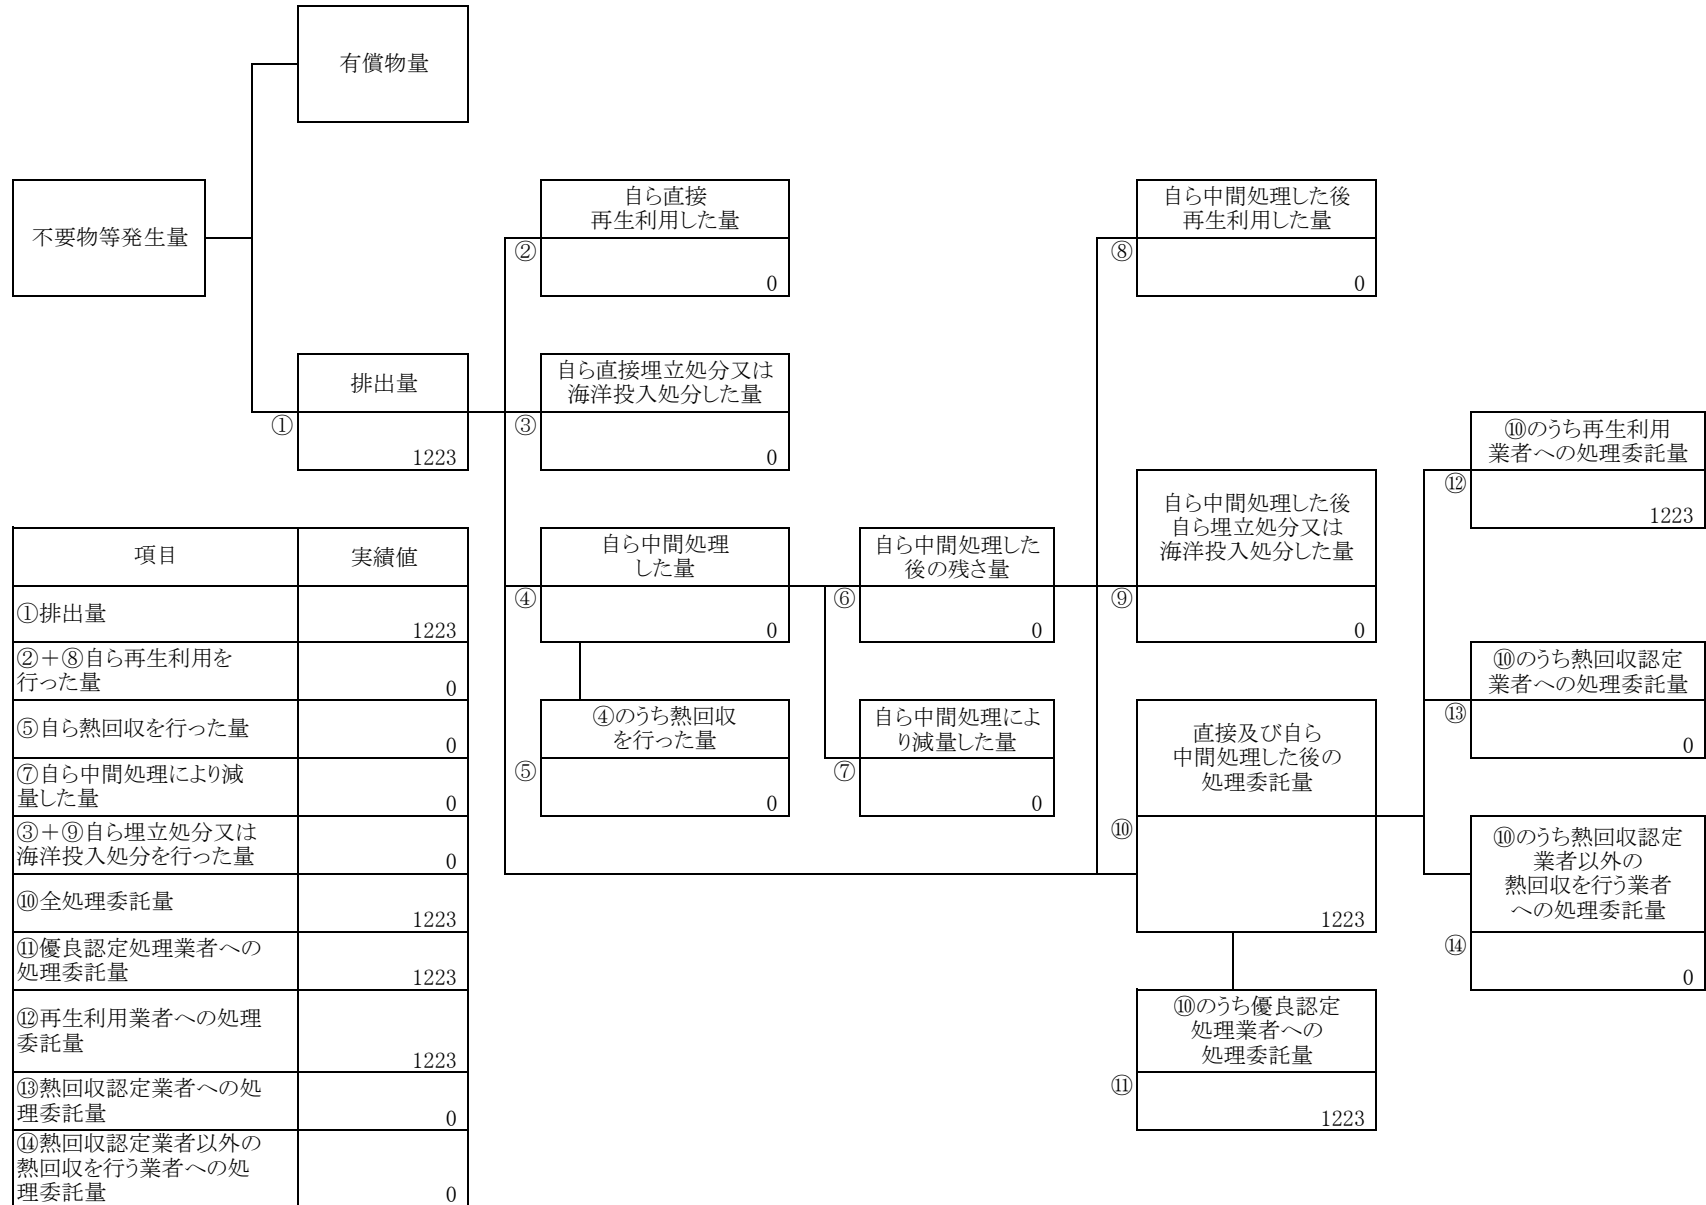 有償物量
不要物等発生量
自ら直接
再生利用した量
②
0
自ら中間処理した後
再生利用した量
⑧
0
排出量
①
1223
自ら直接埋立処分又は
海洋投入処分した量
③
0
⑩のうち再生利用
業者への処理委託量
⑫
1223
自ら中間処理
した量
④
0
自ら中間処理した
後の残さ量
⑥
0
自ら中間処理した後
自ら埋立処分又は
海洋投入処分した量
⑨
0
⑩のうち熱回収認定
業者への処理委託量
⑬
0
④のうち熱回収
を行った量
⑤
0
自ら中間処理によ
り減量した量
⑦
0
直接及び自ら
中間処理した後の
処理委託量
⑩
1223
⑩のうち熱回収認定
業者以外の
熱回収を行う業者
への処理委託量
⑭
0
⑩のうち優良認定
処理業者への
処理委託量
⑪
1223
項目 実績値
①排出量
1223
②+⑧自ら再生利用を
行った量
0
⑤自ら熱回収を行った量
0
⑦自ら中間処理により減
量した量
0
③+⑨自ら埋立処分又は
海洋投入処分を行った量
0
⑩全処理委託量
1223
⑪優良認定処理業者への
処理委託量
1223
⑫再生利用業者への処理
委託量
1223
⑬熱回収認定業者への処
理委託量
0
⑭熱回収認定業者以外の
熱回収を行う業者への処
理委託量
0